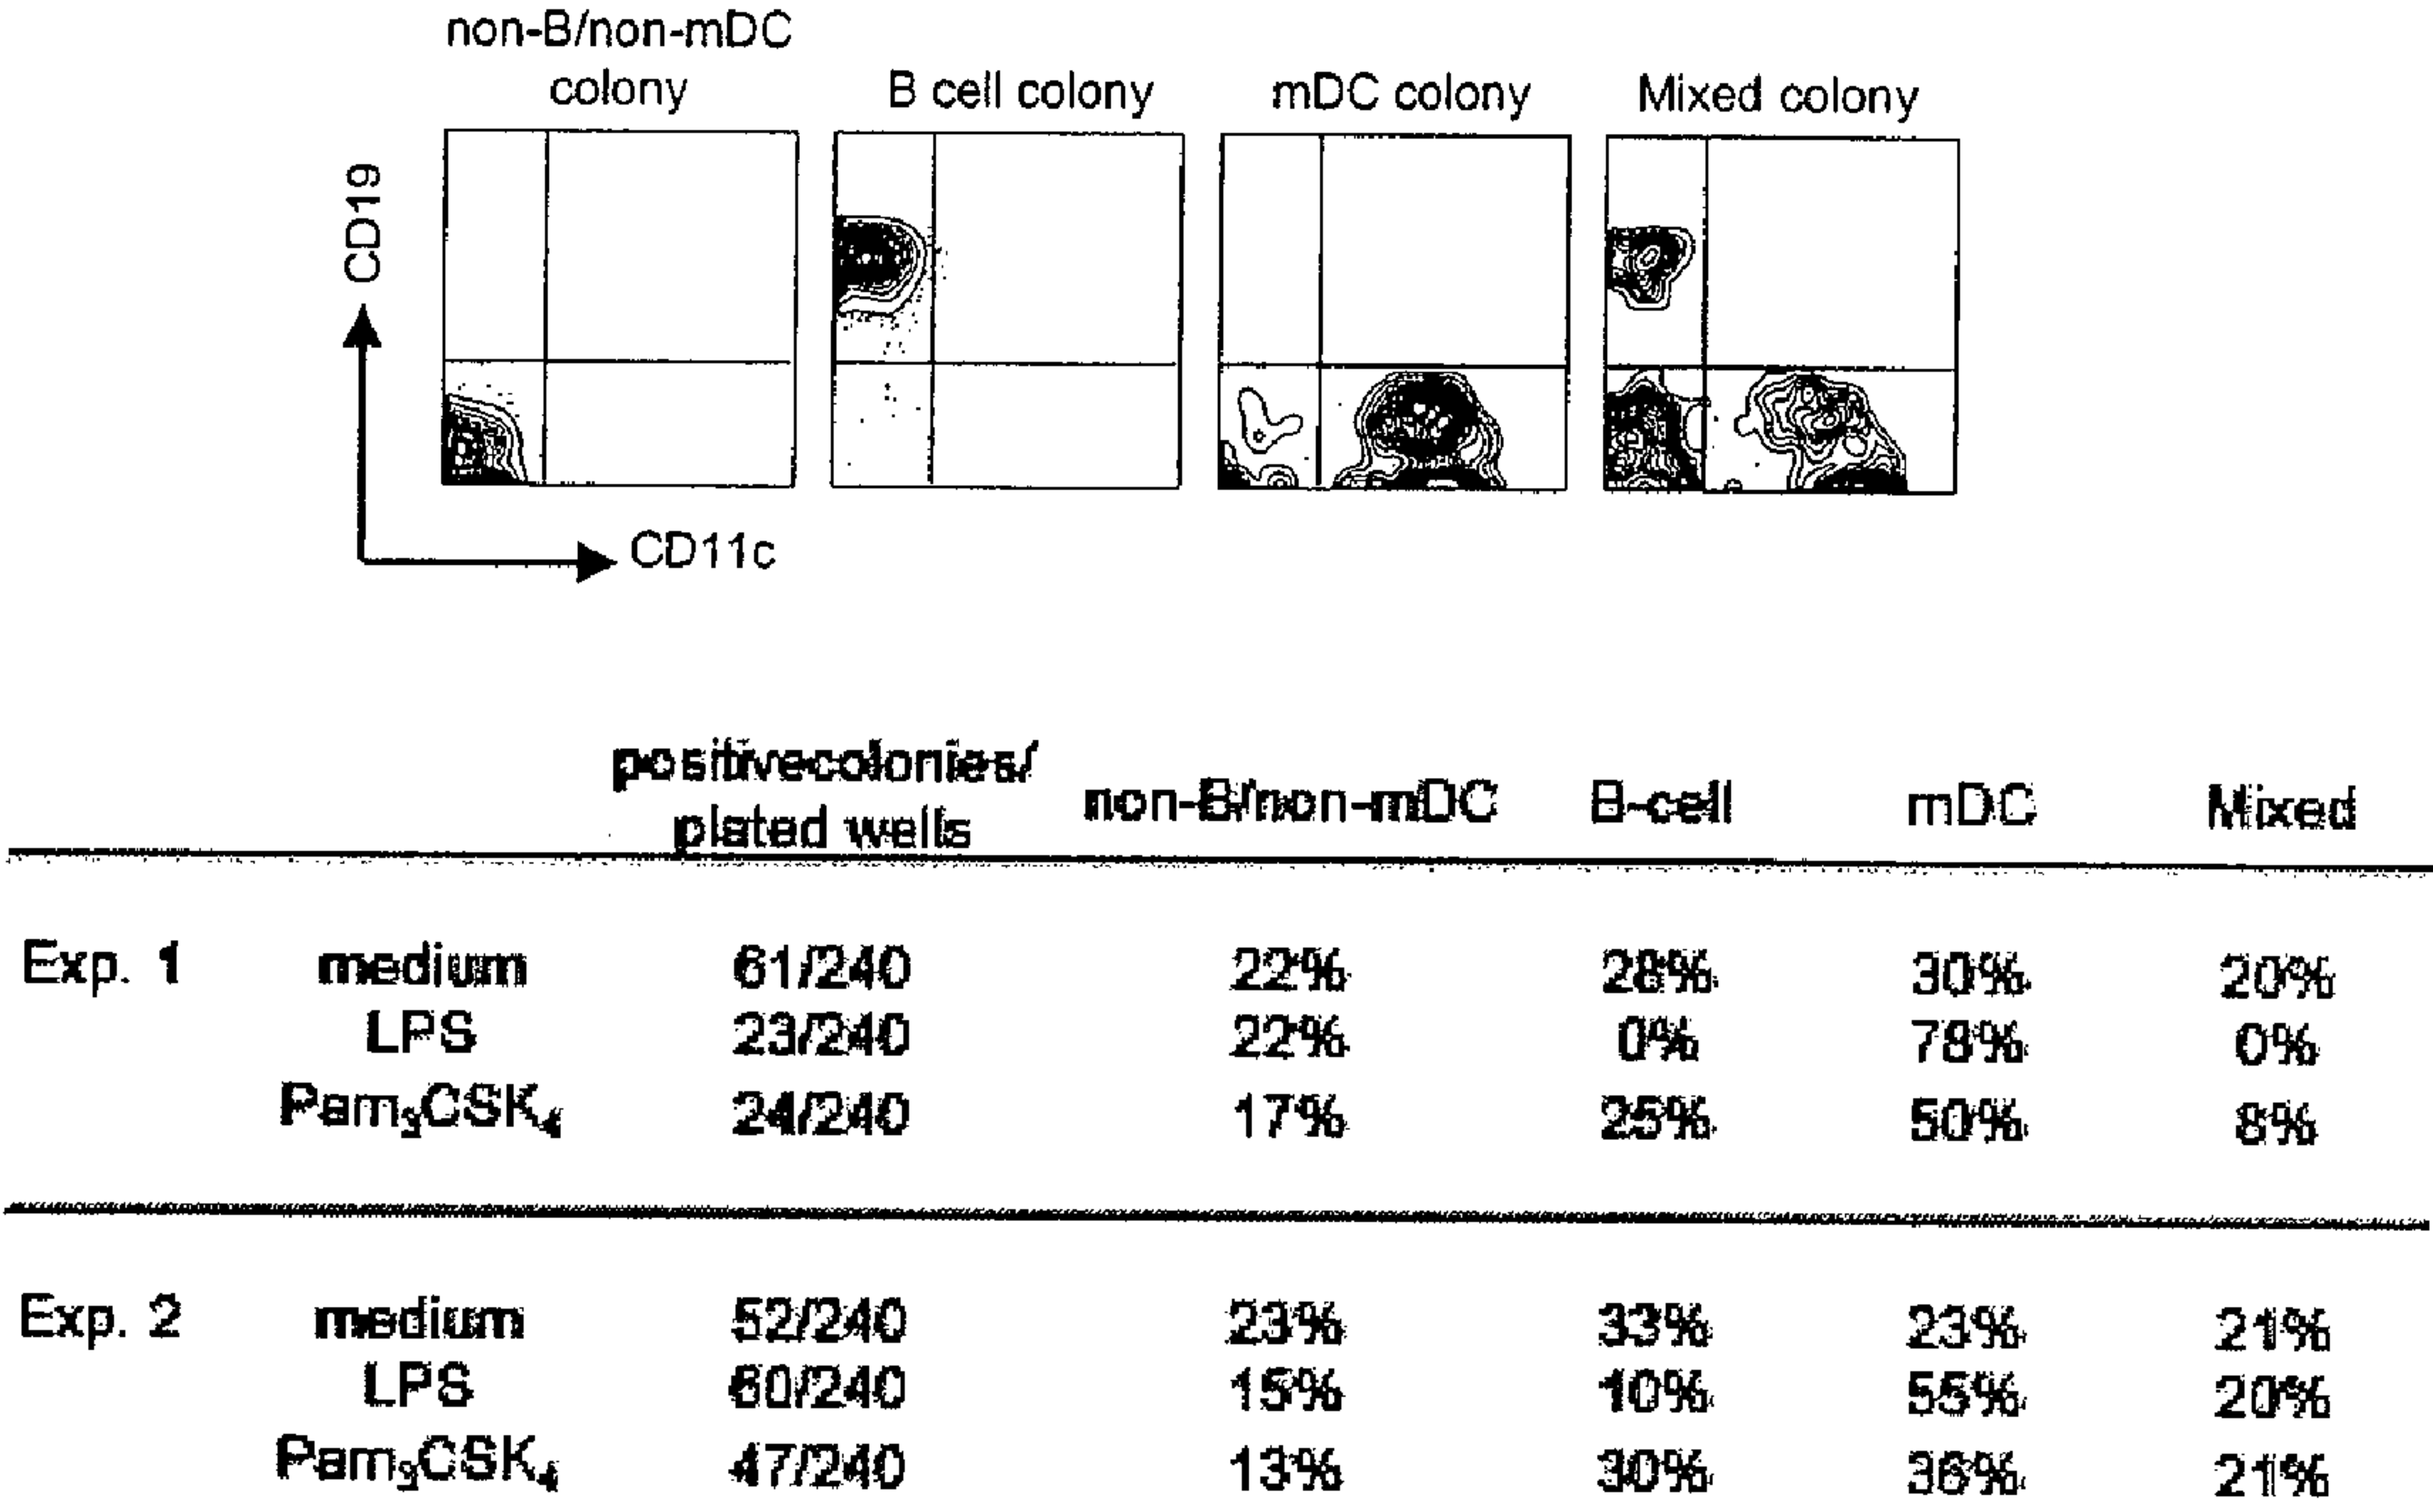 non-B/non-mDC
colony
B cell colony
mDC colony
Mixed colony
CD19
CD11c
positivecolonies/
plated wells
non-B/non-mDC
B-cell
mDC
Mixed
Exp. 1 medium 61/240 22% 28% 30% 20%
LPS 23/240 22% 0% 78% 0%
Pam₃CSK₄ 24/240 17% 25% 50% 8%
Exp. 2 medium 52/240 23% 33% 23% 21%
LPS 60/240 15% 10% 55% 20%
Pam₃CSK₄ 47/240 13% 30% 36% 21%